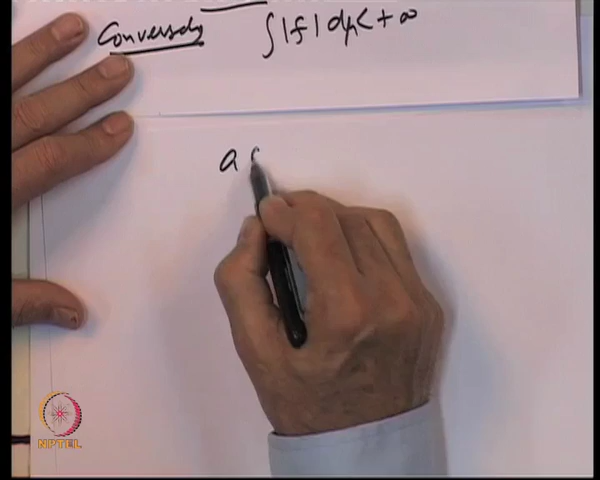 Conversely ∫|f|dμ < +∞
a
NPTEL